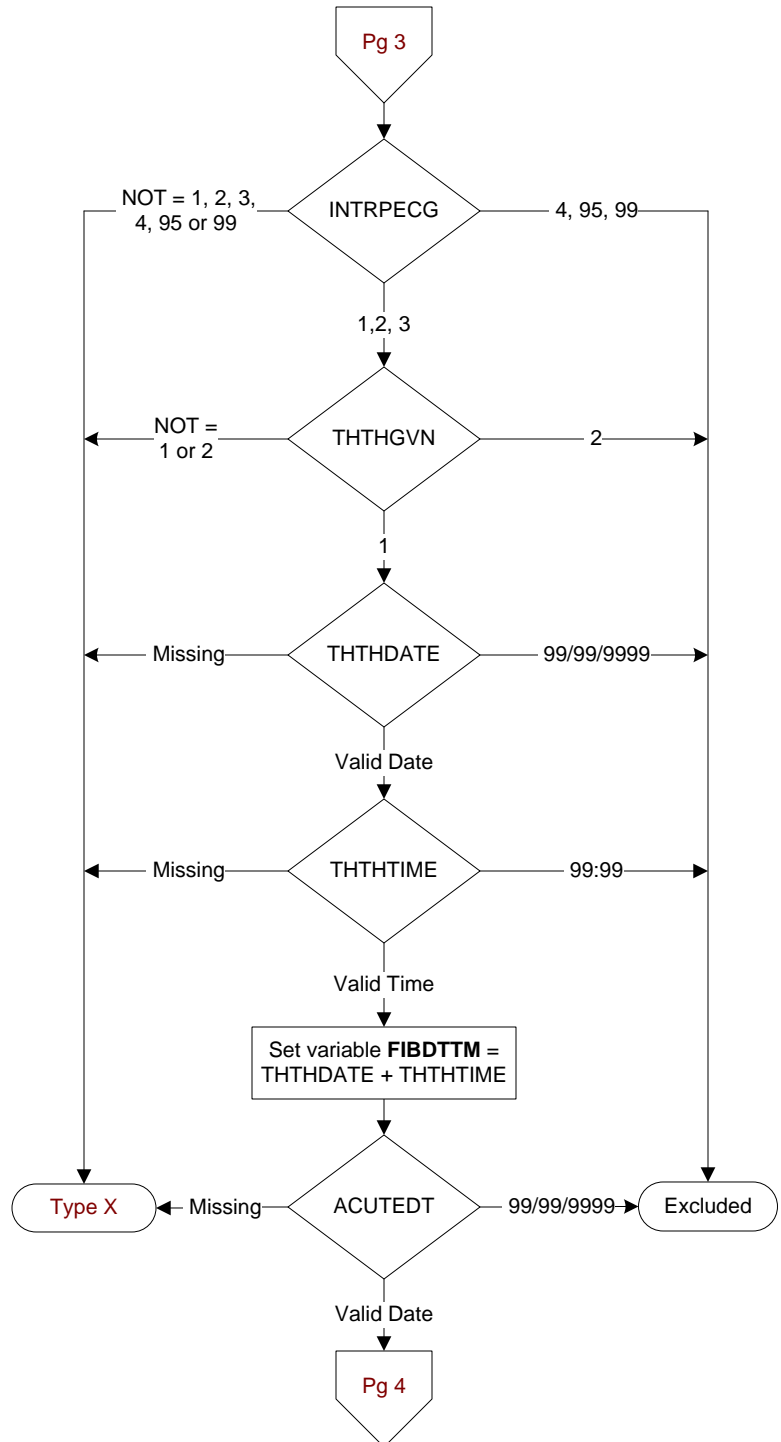 Pg 3
NOT = 1, 2, 3,
4, 95 or 99
INTRPECG
4, 95, 99
1,2, 3
NOT =
1 or 2
THTHGVN
2
1
Missing
THTHDATE
99/99/9999
Valid Date
Missing
THTHTIME
99:99
Valid Time
Set variable FIBDTTM =
THTHDATE + THTHTIME
Type X
Missing
ACUTEDT
99/99/9999
Excluded
Valid Date
Pg 4